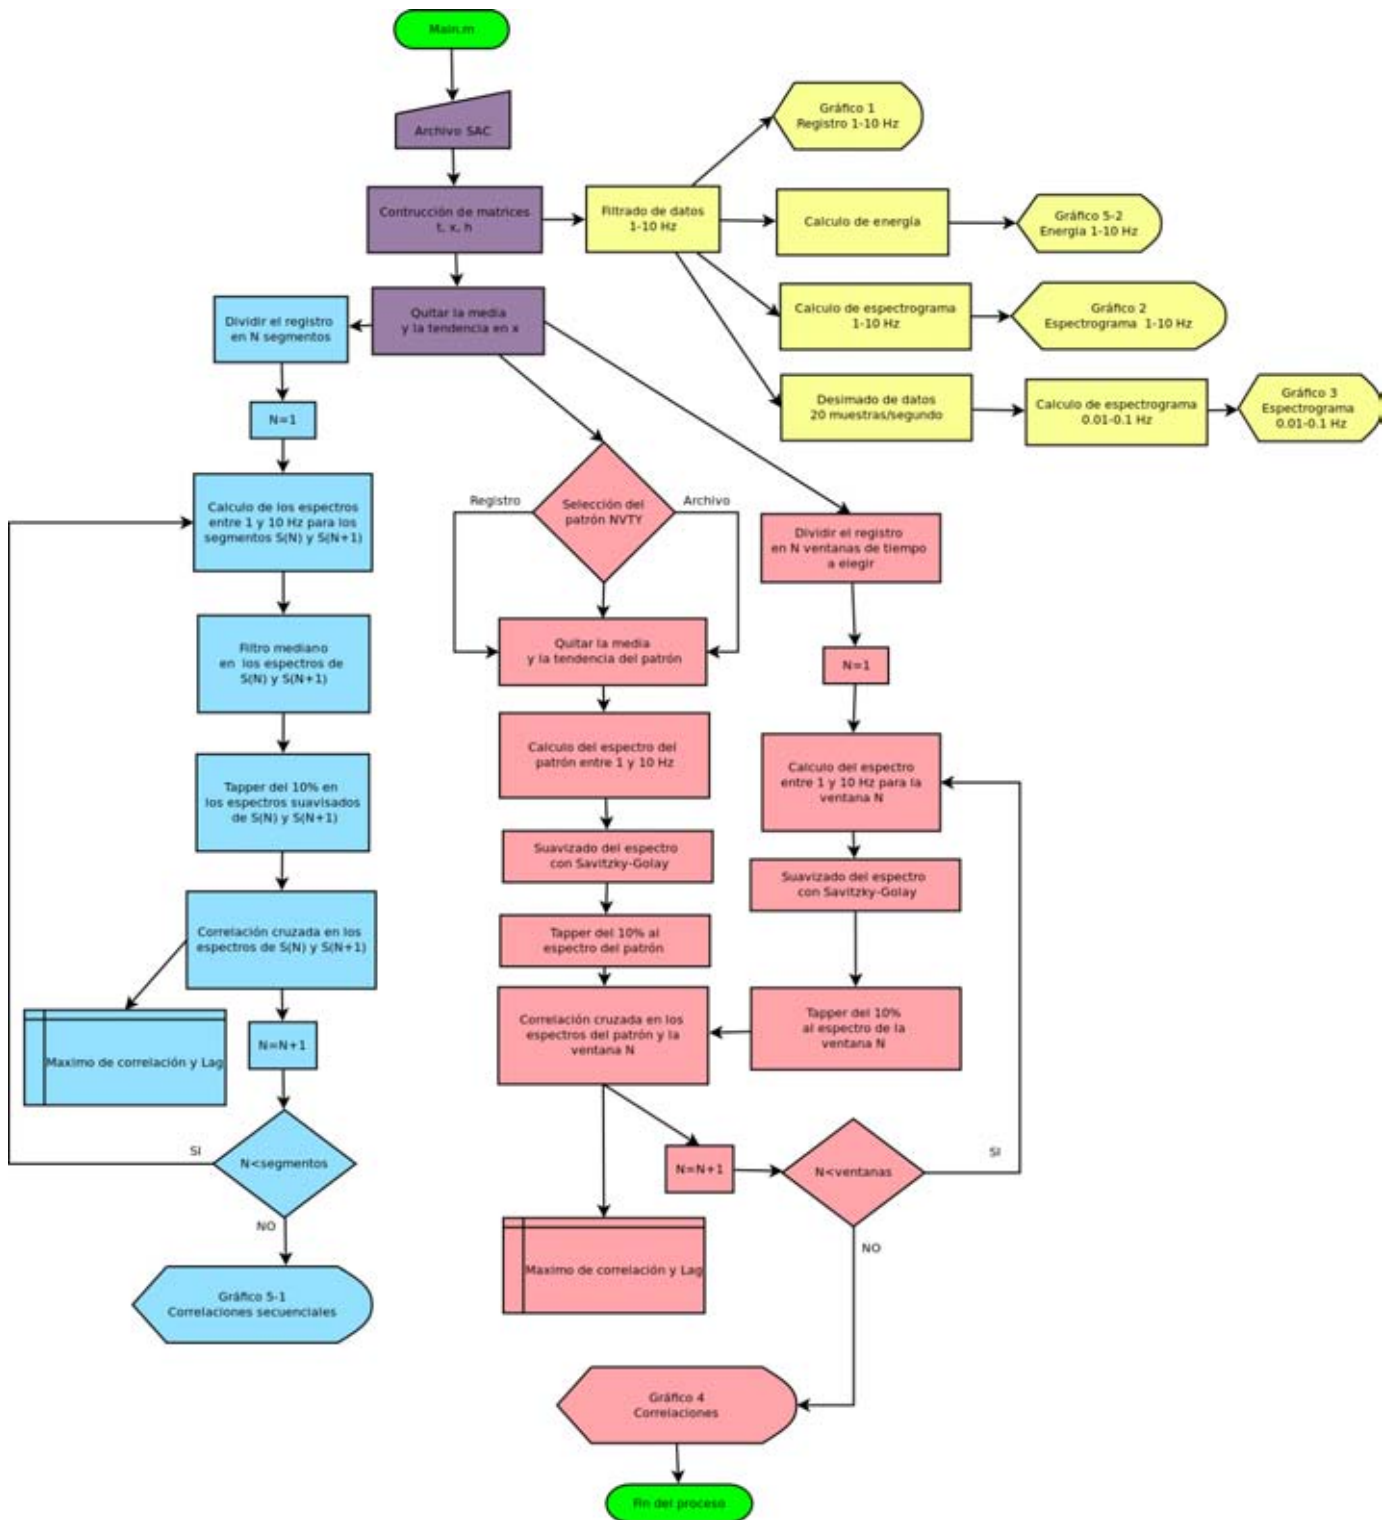 Main.m
Archivo SAC
Contrucción de matrices
t, x, h
Quitar la media
y la tendencia en x
Filtrado de datos
1-10 Hz
Gráfico 1
Registro 1-10 Hz
Calculo de energía
Gráfico 5-2
Energia 1-10 Hz
Calculo de espectrograma
1-10 Hz
Gráfico 2
Espectrograma 1-10 Hz
Desimado de datos
20 muestras/segundo
Calculo de espectrograma
0.01-0.1 Hz
Gráfico 3
Espectrograma
0.01-0.1 Hz
Dividir el registro
en N segmentos
N=1
Calculo de los espectros
entre 1 y 10 Hz para los
segmentos S(N) y S(N+1)
Filtro mediano
en los espectros de
S(N) y S(N+1)
Tapper del 10% en
los espectros suavisados
de S(N) y S(N+1)
Correlación cruzada en los
espectros de S(N) y S(N+1)
Maximo de correlación y Lag
N=N+1
N<segmentos
SI
NO
Gráfico 5-1
Correlaciones secuenciales
Selección del
patrón NVTY
Registro
Archivo
Quitar la media
y la tendencia del patrón
Calculo del espectro del
patrón entre 1 y 10 Hz
Suavizado del espectro
con Savitzky-Golay
Tapper del 10% al
espectro del patrón
Correlación cruzada en los
espectros del patrón y la
ventana N
Maximo de correlación y Lag
Dividir el registro
en N ventanas de tiempo
a elegir
N=1
Calculo del espectro
entre 1 y 10 Hz para la
ventana N
Suavizado del espectro
con Savitzky-Golay
Tapper del 10%
al espectro de la
ventana N
N=N+1
N<ventanas
SI
NO
Gráfico 4
Correlaciones
Fin del proceso